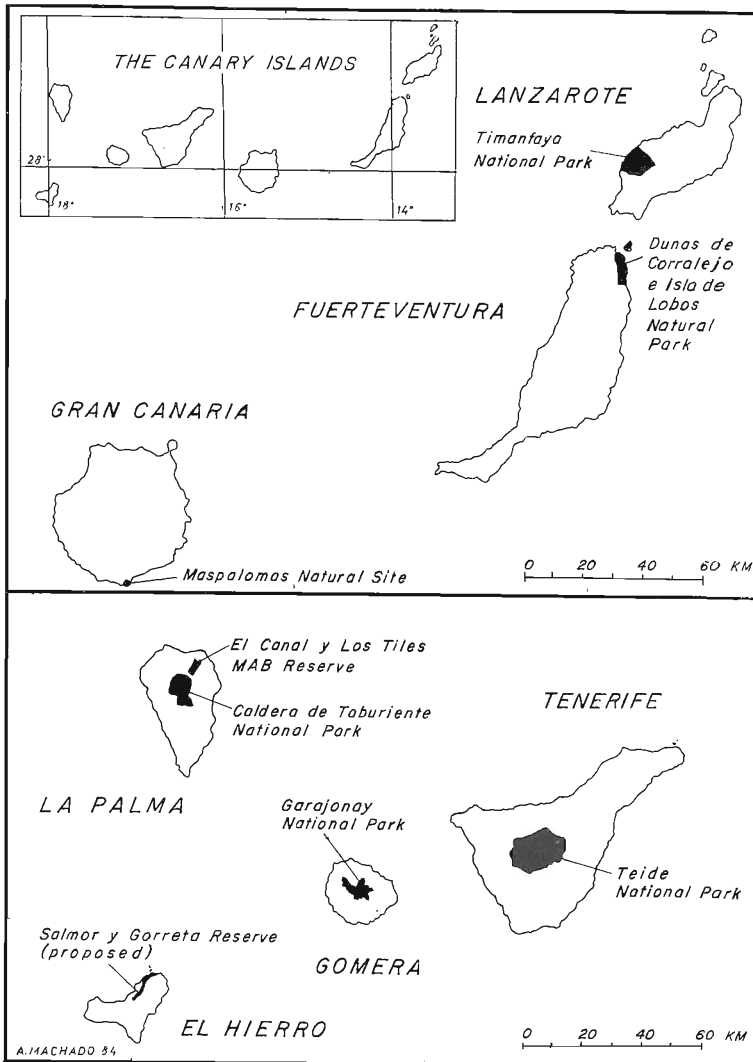 THE CANARY ISLANDS
28°
18°
16°
14°
LANZAROTE
Timanfaya
National Park
Dunas de
Corralejo
e Isla de
Lobos
Natural
Park
FUERTEVENTURA
GRAN CANARIA
Maspalomas Natural Site
0 20 40 60 KM
El Canal y Los Tiles
MAB Reserve
Caldera de Taburiente
National Park
TENERIFE
LA PALMA
Garajonay
National Park
Teide
National Park
Salmor y Gorreta Reserve
(proposed)
GOMERA
EL HIERRO
A.MACHADO 84
0 20 40 60 KM